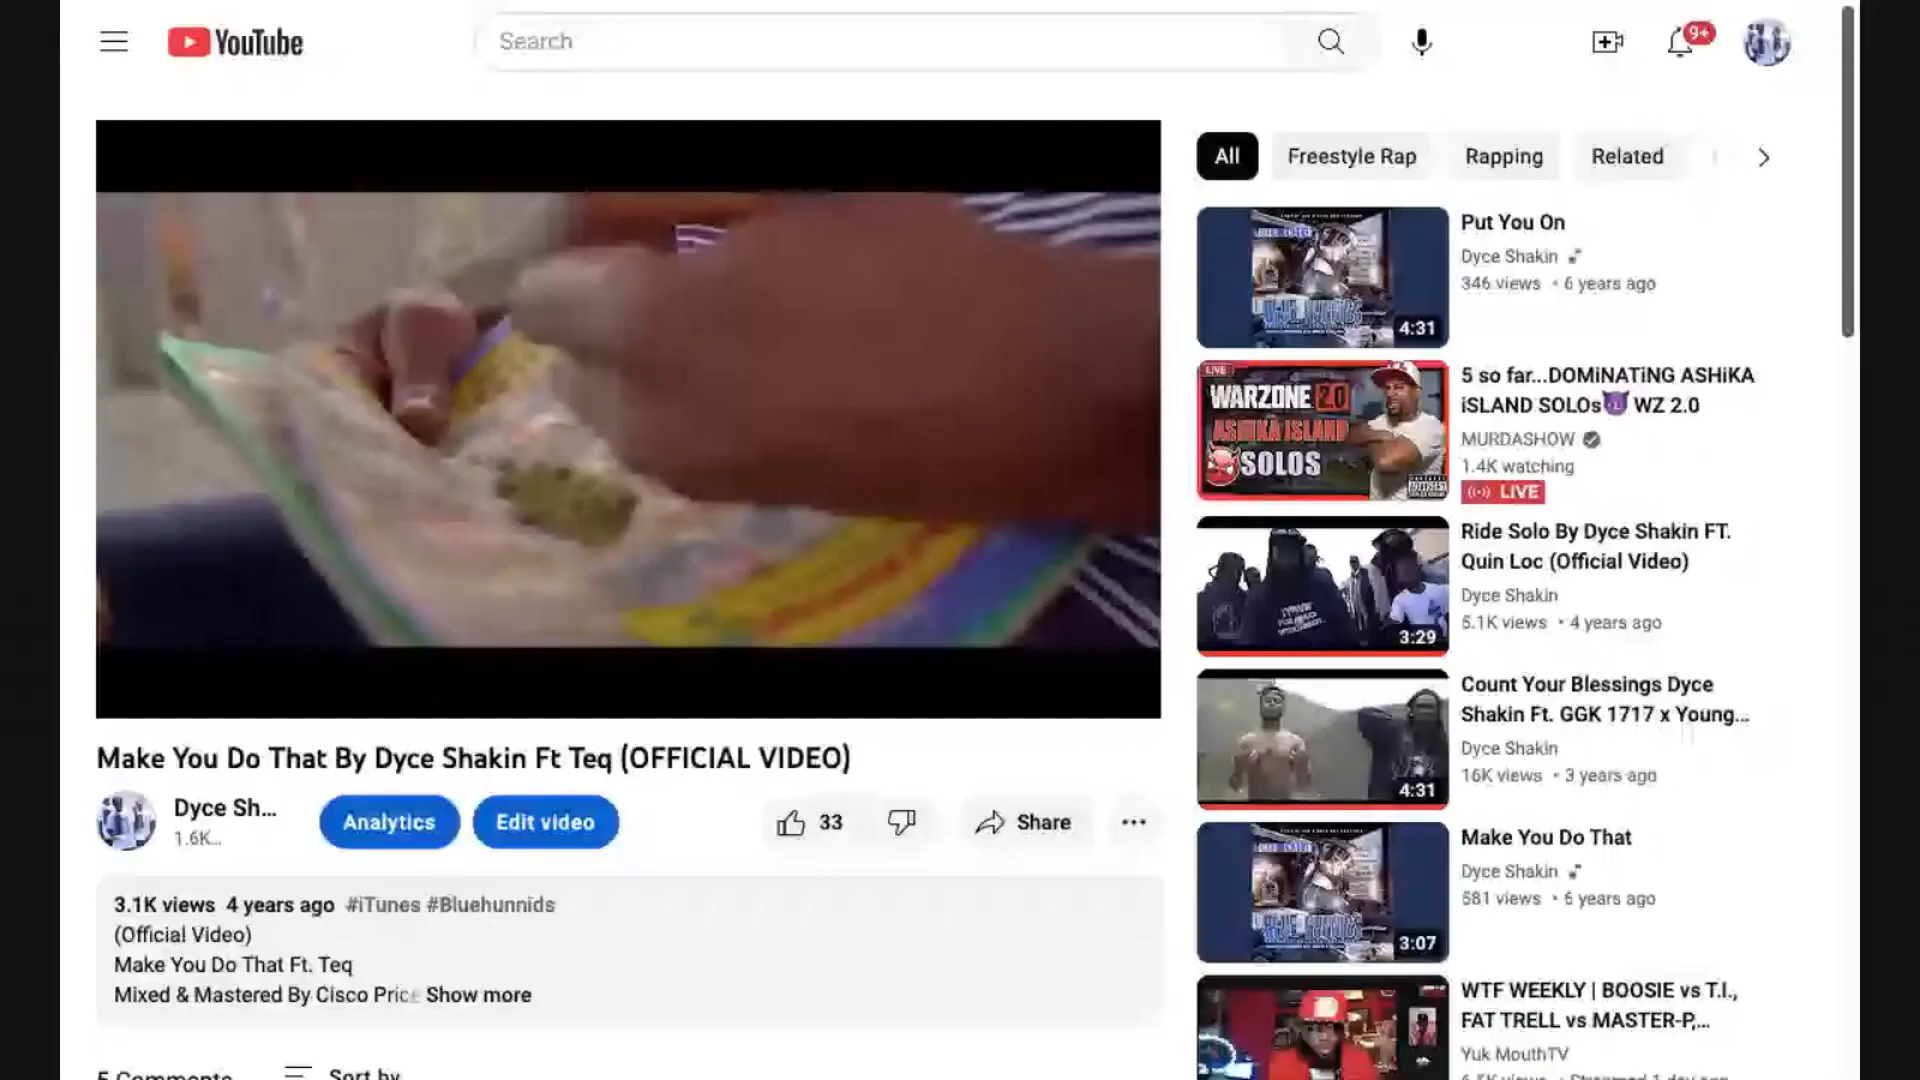 YouTube
Search
9+
All
Freestyle Rap
Rapping
Related
Make You Do That By Dyce Shakin Ft Teq (OFFICIAL VIDEO)
Dyce Sh...
1.6K...
Analytics
Edit video
33
Share
3.1K views 4 years ago #iTunes #Bluehunnids
(Official Video)
Make You Do That Ft. Teq
Mixed & Mastered By Cisco Price Show more
5 Comments
Sort by
Put You On
Dyce Shakin
346 views • 6 years ago
4:31
LIVE
WARZONE 2.0
ASHIKA ISLAND
SOLOS
5 so far...DOMiNATiNG ASHiKA
iSLAND SOLOs😈 WZ 2.0
MURDASHOW
1.4K watching
LIVE
3:29
Ride Solo By Dyce Shakin FT.
Quin Loc (Official Video)
Dyce Shakin
5.1K views • 4 years ago
4:31
Count Your Blessings Dyce
Shakin Ft. GGK 1717 x Young...
Dyce Shakin
16K views • 3 years ago
3:07
Make You Do That
Dyce Shakin
581 views • 6 years ago
WTF WEEKLY | BOOSIE vs T.I.,
FAT TRELL vs MASTER-P,...
Yuk MouthTV